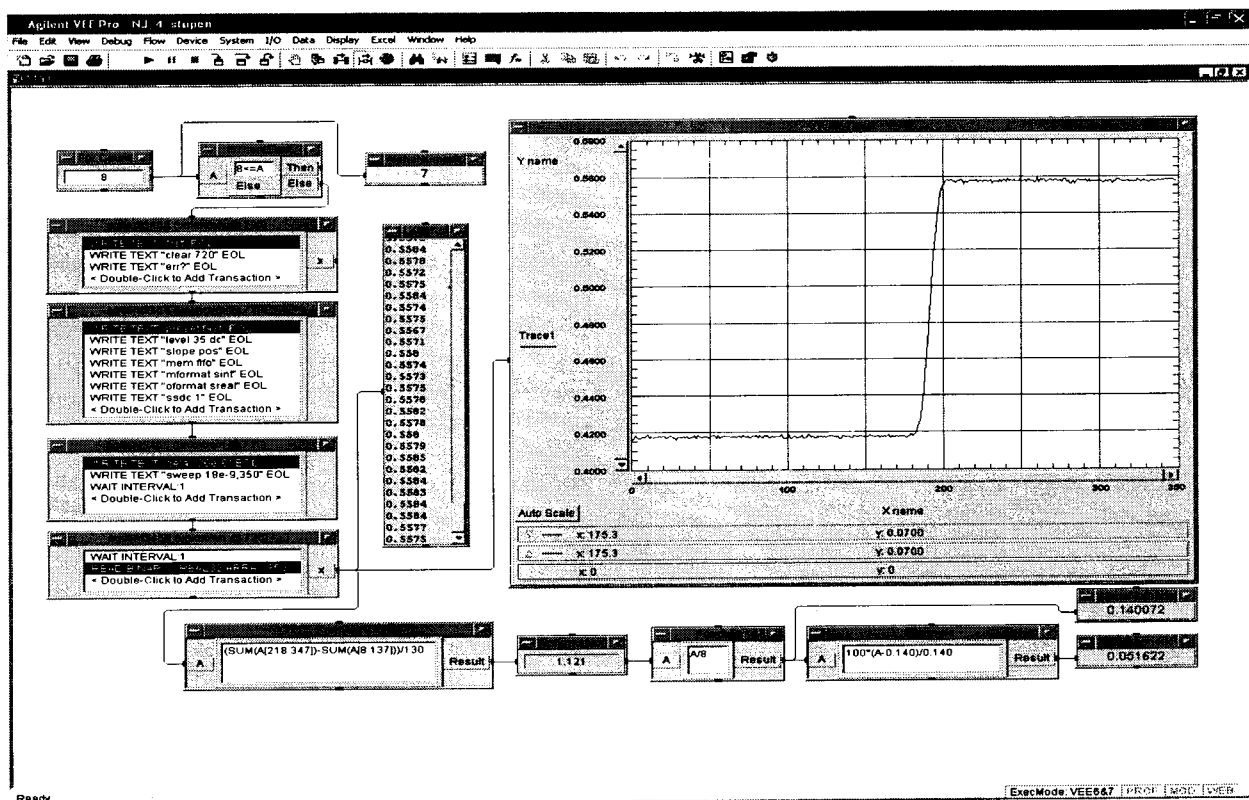 Agilent VEE Pro NJ_4_stupen
File Edit View Debug Flow Device System I/O Data Display Excel Window Help
8
A
8<=A
Then
Else
Else
7
WRITE TEXT "clear 720" EOL
WRITE TEXT "err?" EOL
< Double-Click to Add Transaction >
X
WRITE TEXT "level 35 dc" EOL
WRITE TEXT "slope pos" EOL
WRITE TEXT "mem fifo" EOL
WRITE TEXT "mformat sint" EOL
WRITE TEXT "oformat sreal" EOL
WRITE TEXT "ssdc 1" EOL
< Double-Click to Add Transaction >
WRITE TEXT "sweep 18e-9,350" EOL
WAIT INTERVAL:1
< Double-Click to Add Transaction >
WAIT INTERVAL:1
< Double-Click to Add Transaction >
X
0.5584
0.5578
0.5572
0.5575
0.5584
0.5574
0.5575
0.5567
0.5571
0.558
0.5574
0.5573
0.5575
0.5578
0.5582
0.5578
0.558
0.5579
0.5585
0.5582
0.5584
0.5583
0.5584
0.5584
0.5577
0.5575
Y name
0.5800
0.5600
0.5400
0.5200
0.5000
0.4800
0.4600
0.4400
0.4200
0.4000
Trace1
0
100
200
300
350
Auto Scale
X name
x: 175.3
y: 0.0700
x: 175.3
y: 0.0700
x: 0
y: 0
A
(SUM(A[218:347])-SUM(A[8:137]))/130
Result
1.121
A
A/8
Result
A
100*(A-0.140)/0.140
Result
0.140072
0.051622
Ready
ExecMode: VEE6&7 PROF MOD WEB